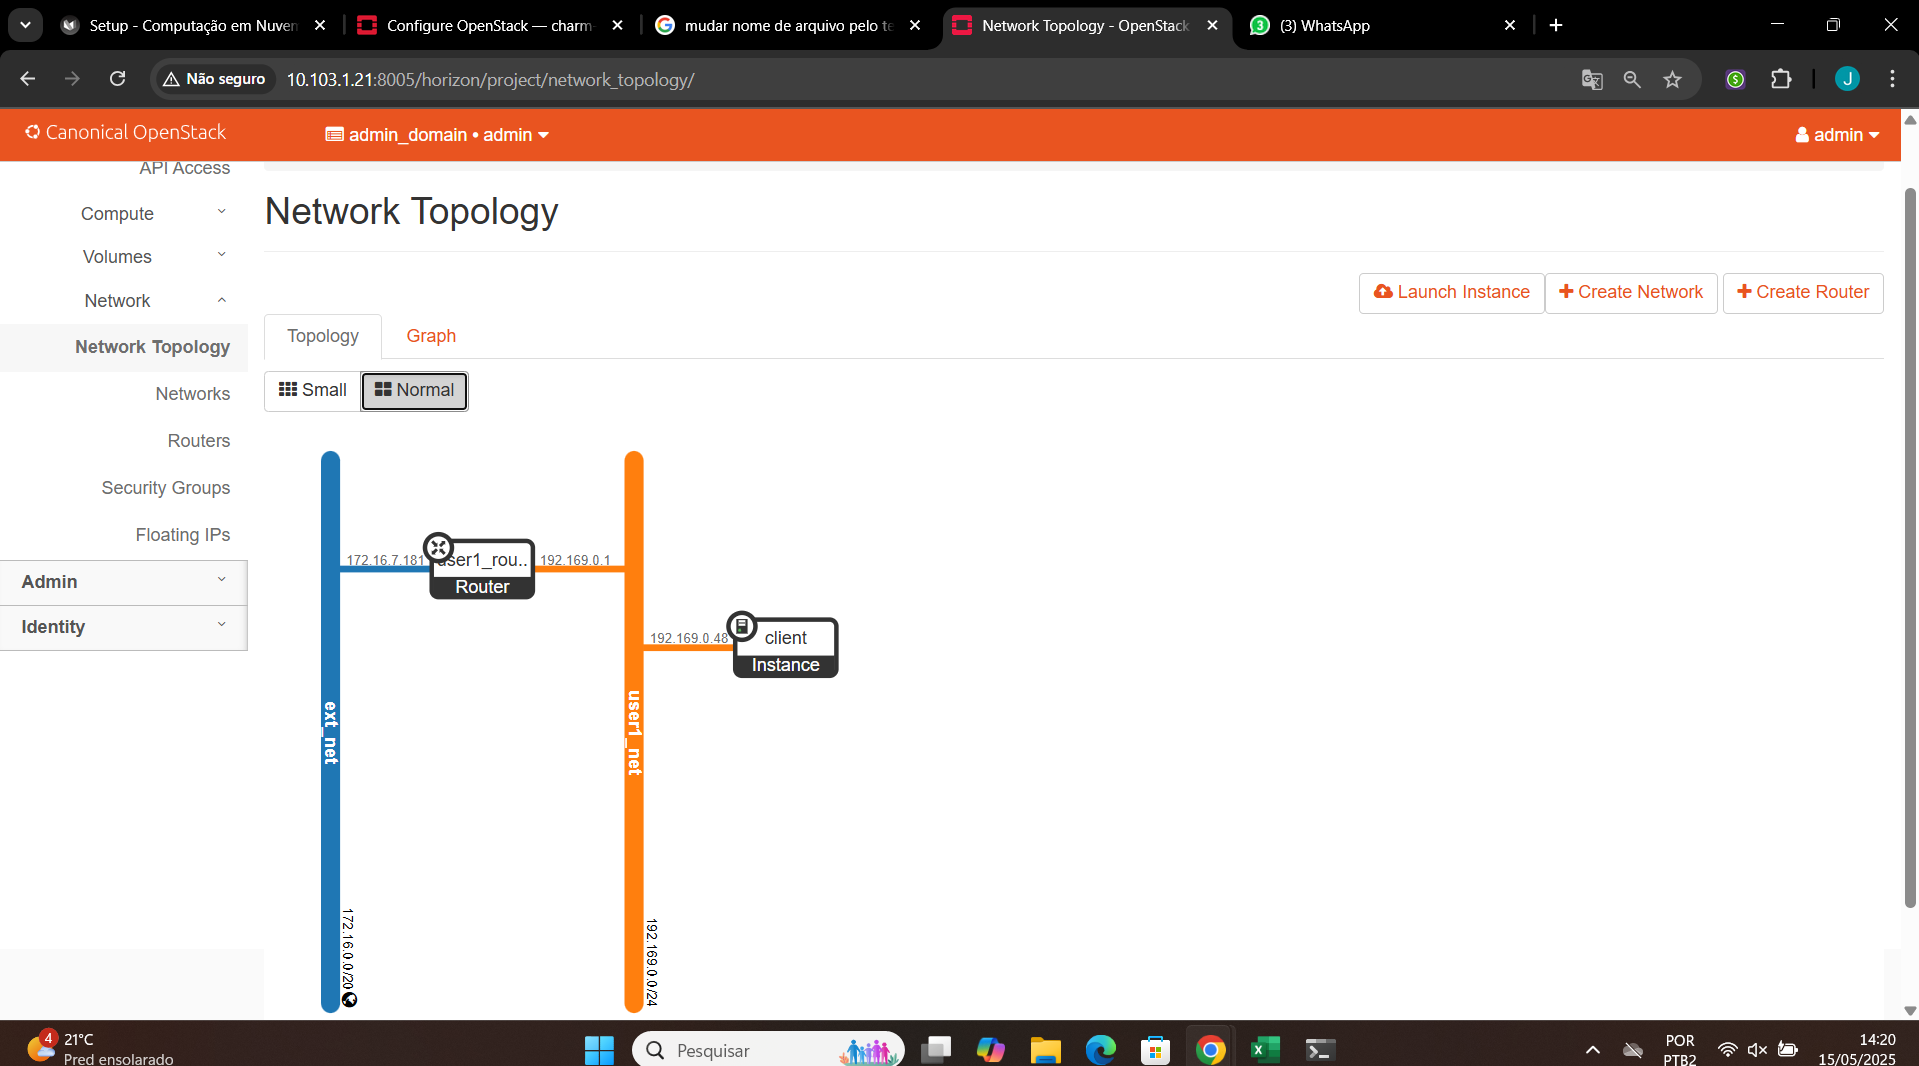 Setup - Computação em Nuven
Configure OpenStack — charm-
mudar nome de arquivo pelo te
Network Topology - OpenStack
(3) WhatsApp
Não seguro
10.103.1.21:8005/horizon/project/network_topology/
J
Canonical OpenStack
admin_domain • admin
admin
API Access
Compute
Volumes
Network
Network Topology
Networks
Routers
Security Groups
Floating IPs
Admin
Identity
Network Topology
Launch Instance
Create Network
Create Router
Topology
Graph
Small
Normal
172.16.7.181
user1_rou..
Router
192.169.0.1
192.169.0.48
client
Instance
ext_net
172.16.0.0/20
user1_net
192.169.0.0/24
4
21°C
Pred ensolarado
Pesquisar
POR
PTB2
14:20
15/05/2025